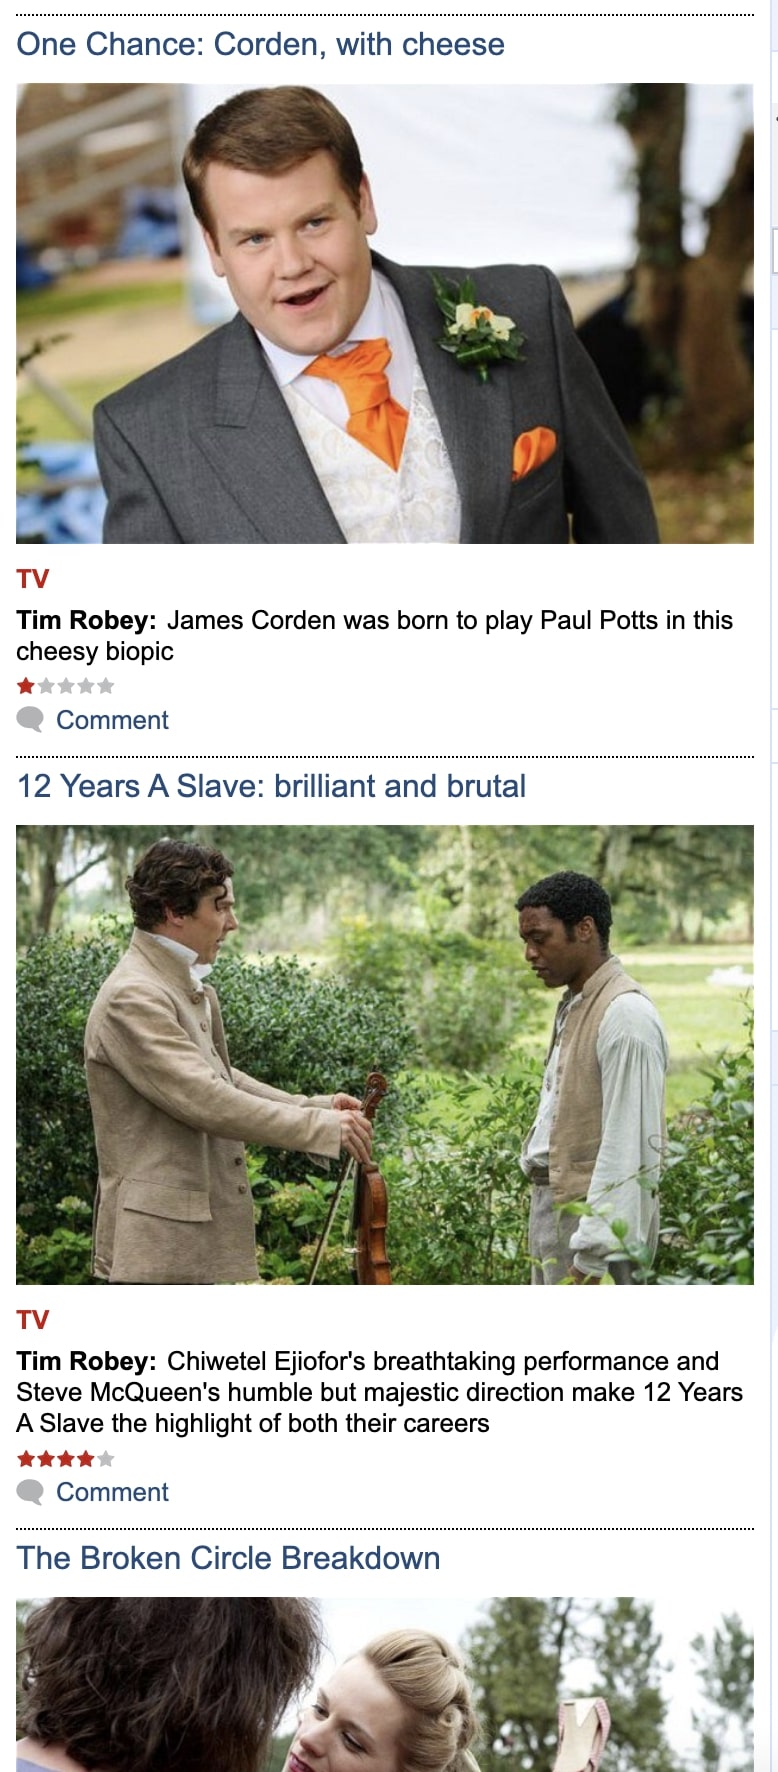 One Chance: Corden, with cheese
TV
Tim Robey: James Corden was born to play Paul Potts in this
cheesy biopic
Comment
12 Years A Slave: brilliant and brutal
TV
Tim Robey: Chiwetel Ejiofor's breathtaking performance and
Steve McQueen's humble but majestic direction make 12 Years
A Slave the highlight of both their careers
Comment
The Broken Circle Breakdown